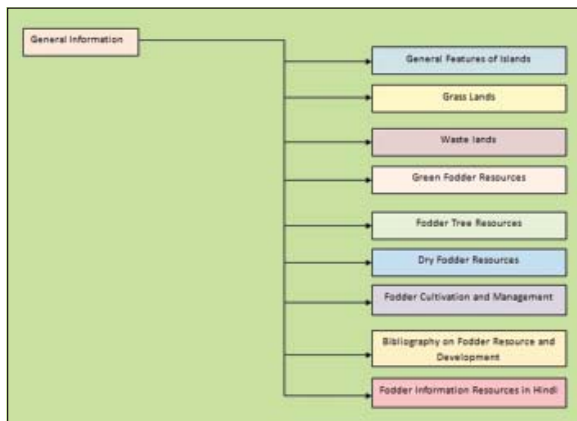 General Information
General Features of Islands
Grass Lands
Waste lands
Green Fodder Resources
Fodder Tree Resources
Dry Fodder Resources
Fodder Cultivation and Management
Bibliography on Fodder Resource and
Development
Fodder Information Resources in Hindi